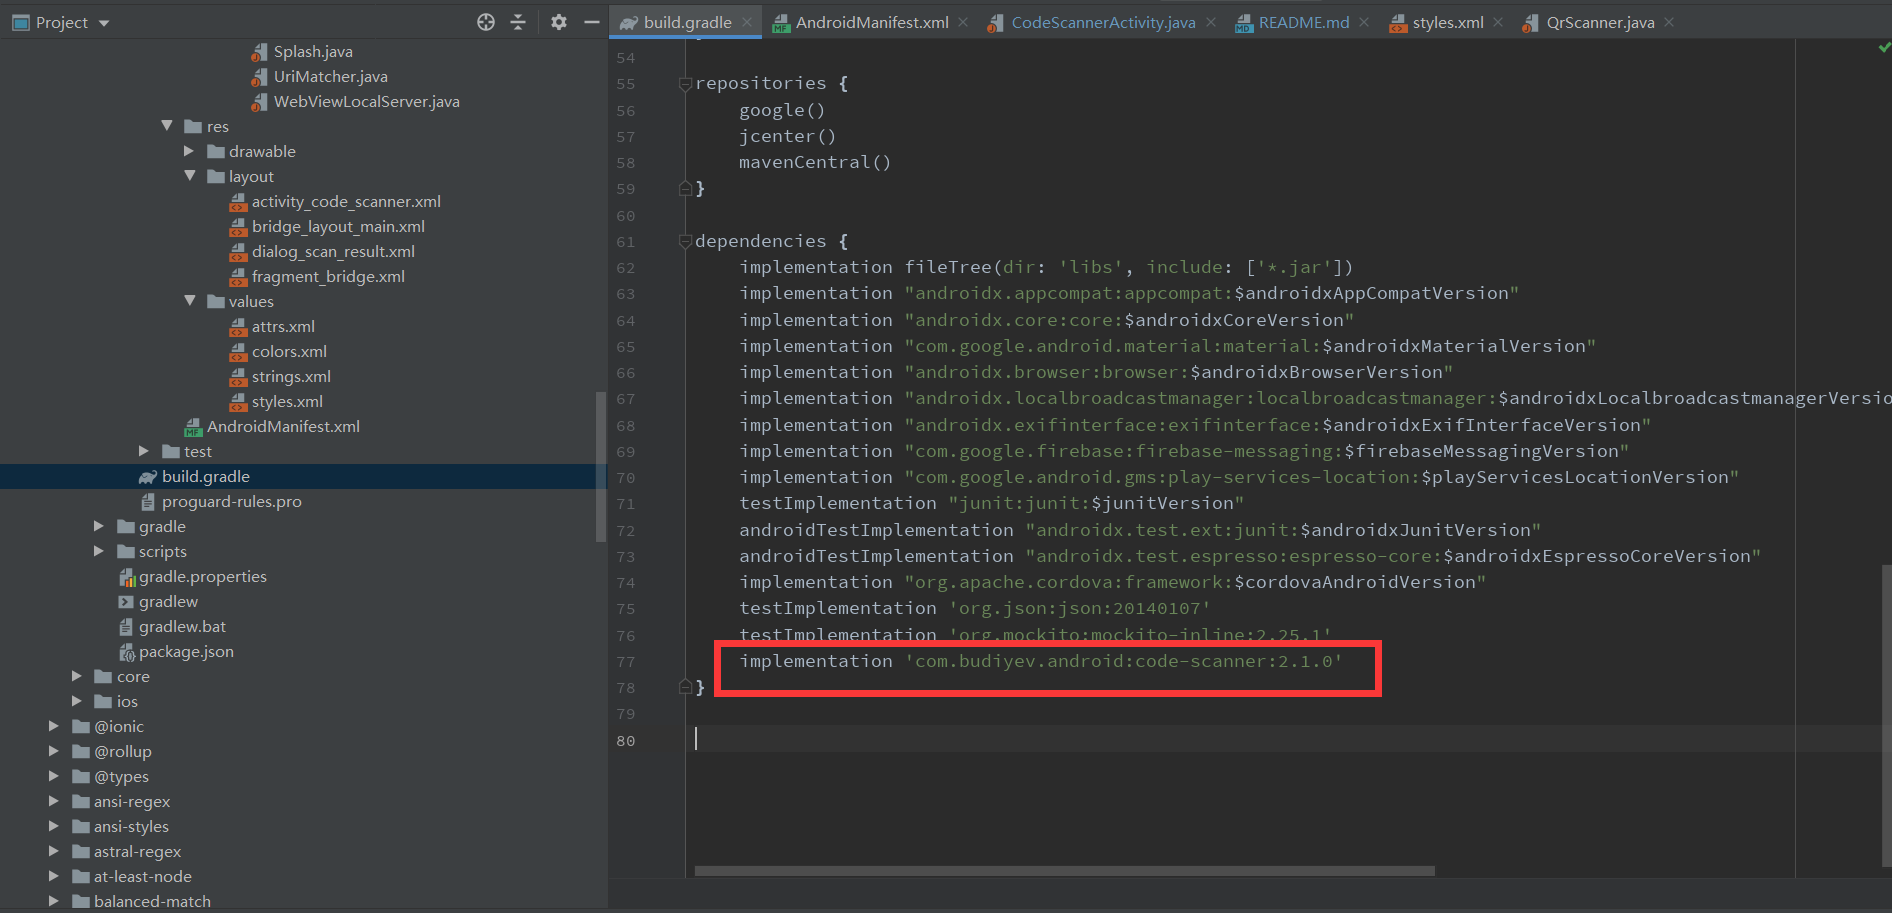 Project
build.gradle
AndroidManifest.xml
CodeScannerActivity.java
README.md
styles.xml
QrScanner.java
Splash.java
UriMatcher.java
WebViewLocalServer.java
res
drawable
layout
activity_code_scanner.xml
bridge_layout_main.xml
dialog_scan_result.xml
fragment_bridge.xml
values
attrs.xml
colors.xml
strings.xml
styles.xml
AndroidManifest.xml
test
build.gradle
proguard-rules.pro
gradle
scripts
gradle.properties
gradlew
gradlew.bat
package.json
core
ios
@ionic
@rollup
@types
ansi-regex
ansi-styles
astral-regex
at-least-node
balanced-match
54
55 repositories {
56 google()
57 jcenter()
58 mavenCentral()
59 }
60
61 dependencies {
62 implementation fileTree(dir: 'libs', include: ['*.jar'])
63 implementation "androidx.appcompat:appcompat:$androidxAppCompatVersion"
64 implementation "androidx.core:core:$androidxCoreVersion"
65 implementation "com.google.android.material:material:$androidxMaterialVersion"
66 implementation "androidx.browser:browser:$androidxBrowserVersion"
67 implementation "androidx.localbroadcastmanager:localbroadcastmanager:$androidxLocalbroadcastmanagerVersio
68 implementation "androidx.exifinterface:exifinterface:$androidxExifInterfaceVersion"
69 implementation "com.google.firebase:firebase-messaging:$firebaseMessagingVersion"
70 implementation "com.google.android.gms:play-services-location:$playServicesLocationVersion"
71 testImplementation "junit:junit:$junitVersion"
72 androidTestImplementation "androidx.test.ext:junit:$androidxJunitVersion"
73 androidTestImplementation "androidx.test.espresso:espresso-core:$androidxEspressoCoreVersion"
74 implementation "org.apache.cordova:framework:$cordovaAndroidVersion"
75 testImplementation 'org.json:json:20140107'
76 testImplementation 'org.mockito:mockito-inline:2.25.1'
77 implementation 'com.budiyev.android:code-scanner:2.1.0'
78 }
79
80